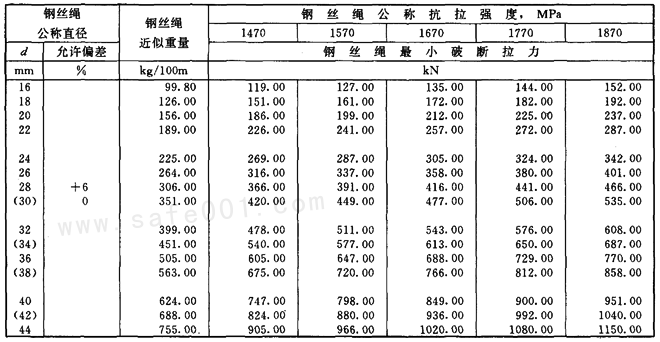 钢丝绳 公称直径 钢丝绳 近似重量 钢丝绳公称抗拉强度, MPa
1470 1570 1670 1770 1870
d 允许偏差 钢丝绳最小破断拉力
mm % kg/100m kN
16 99.80 119.00 127.00 135.00 144.00 152.00
18 126.00 151.00 161.00 172.00 182.00 192.00
20 156.00 186.00 199.00 212.00 225.00 237.00
22 189.00 226.00 241.00 257.00 272.00 287.00
24 225.00 269.00 287.00 305.00 324.00 342.00
26 264.00 316.00 337.00 358.00 380.00 401.00
28 +6 306.00 366.00 391.00 416.00 441.00 466.00
(30) 0 351.00 420.00 449.00 477.00 506.00 535.00
www.safe001.com
32 399.00 478.00 511.00 543.00 576.00 608.00
(34) 451.00 540.00 577.00 613.00 650.00 687.00
36 505.00 605.00 647.00 688.00 729.00 770.00
(38) 563.00 675.00 720.00 766.00 812.00 858.00
40 624.00 747.00 798.00 849.00 900.00 951.00
(42) 688.00 824.00 880.00 936.00 992.00 1040.00
44 755.00 905.00 966.00 1020.00 1080.00 1150.00